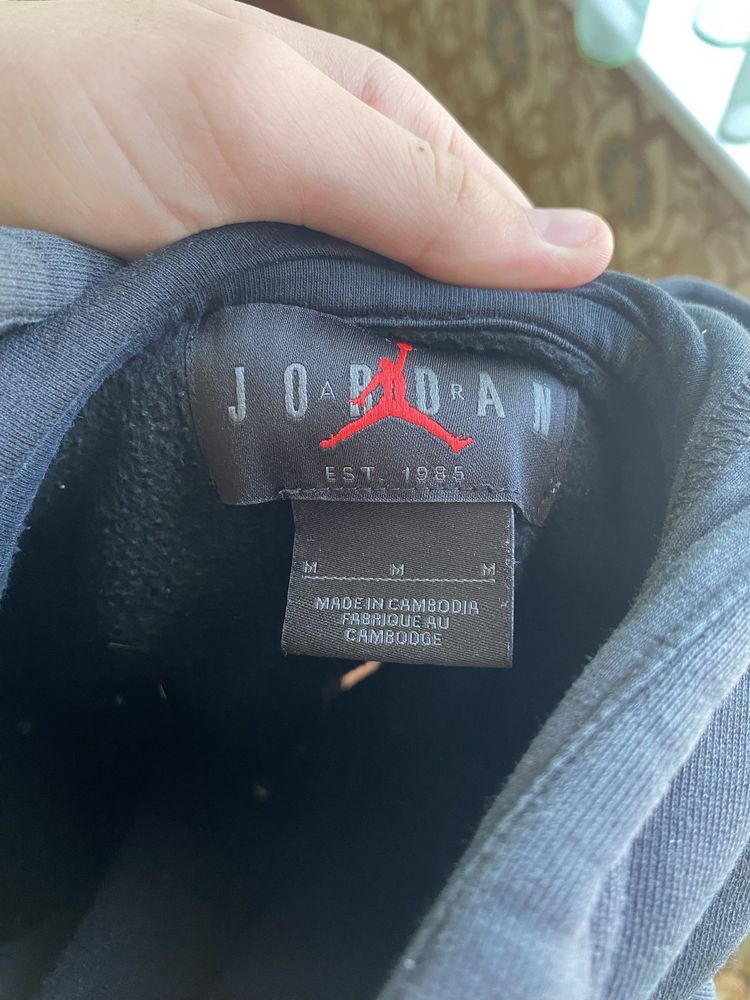 JORDAN
AIR
EST. 1985
M M M
MADE IN CAMBODIA
FABRIQUE AU
CAMBODGE